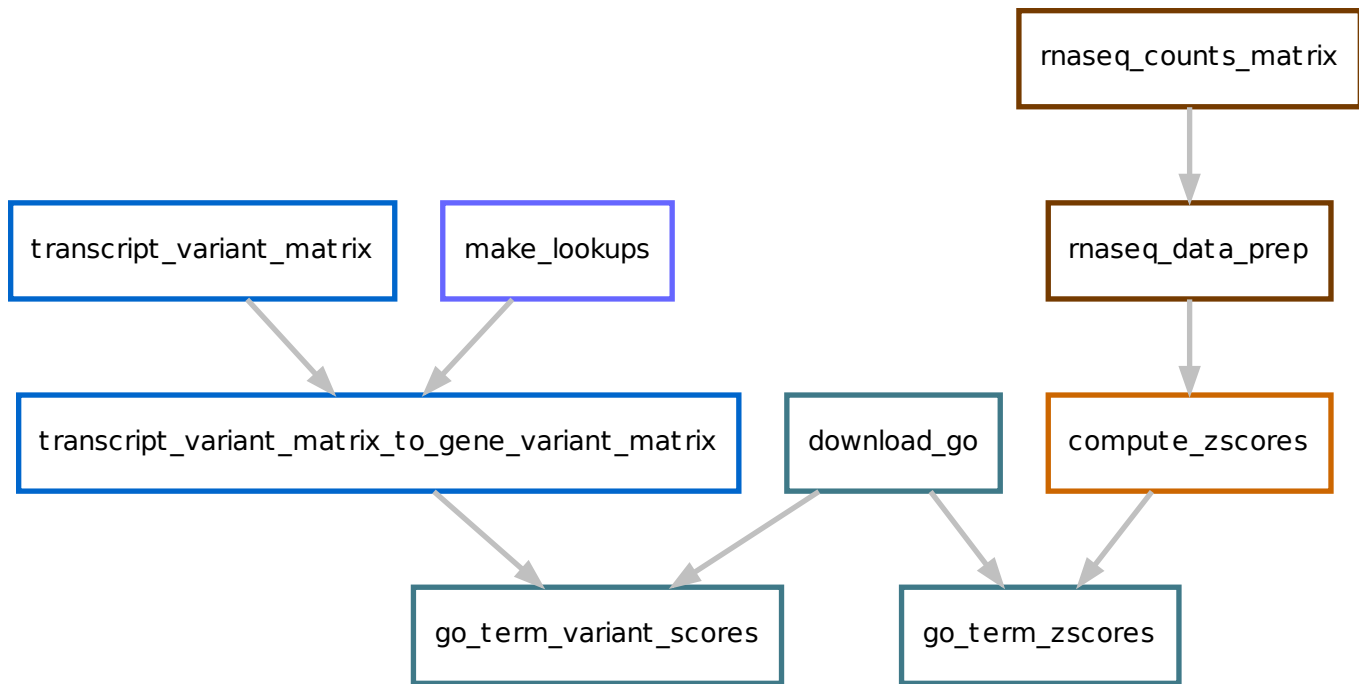 rnaseq_counts_matrix
transcript_variant_matrix
make_lookups
rnaseq_data_prep
transcript_variant_matrix_to_gene_variant_matrix
download_go
compute_zscores
go_term_variant_scores
go_term_zscores